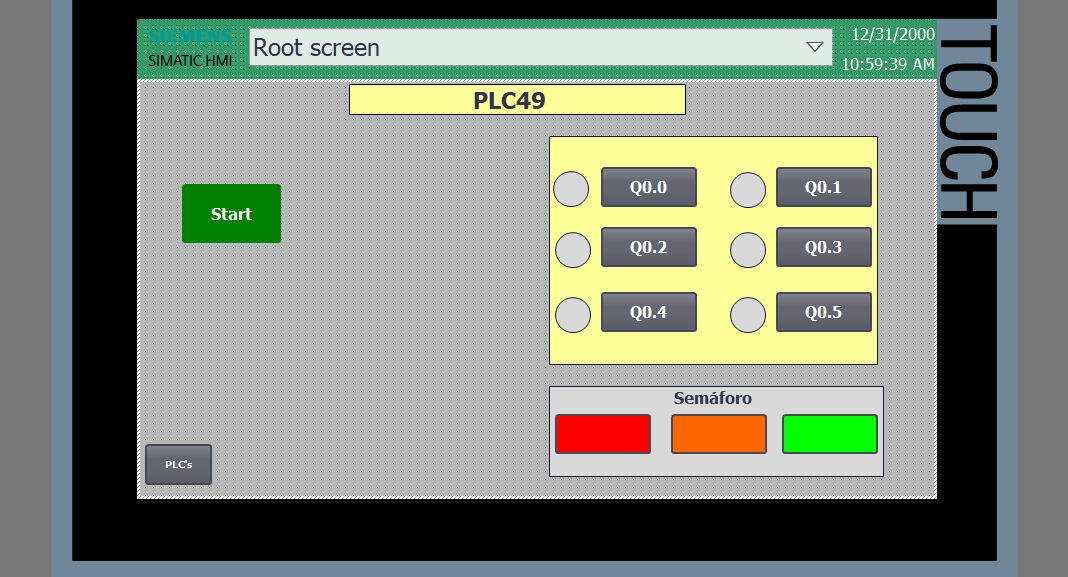 SIEMENS
SIMATIC HMI
Root screen
12/31/2000
10:59:39 AM
TOUCH
PLC49
Start
Q0.0
Q0.1
Q0.2
Q0.3
Q0.4
Q0.5
Semáforo
PLC's